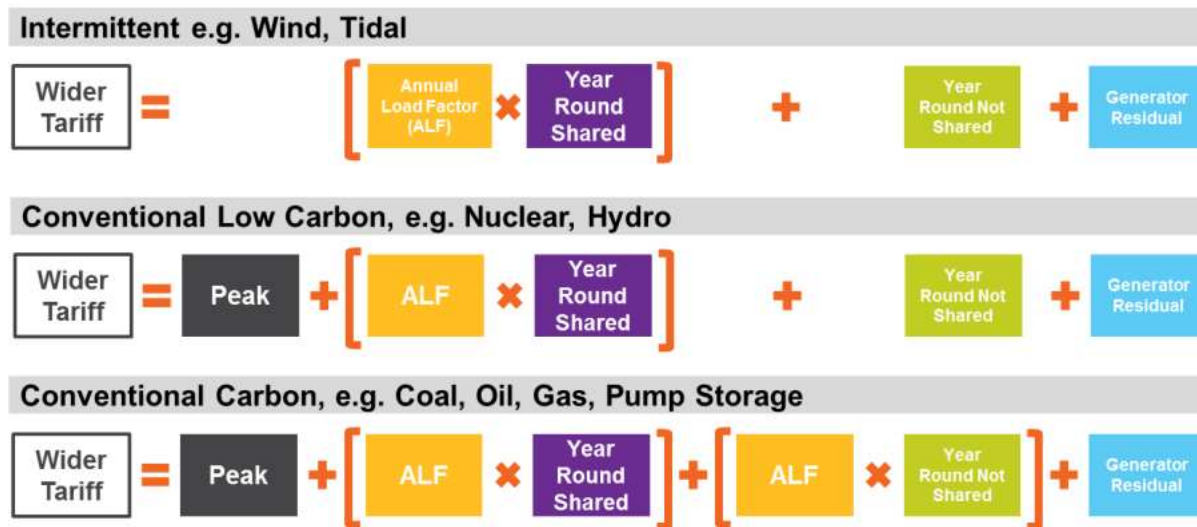 Intermittent e.g. Wind, Tidal
Wider
Tariff
=
[
Annual
Load Factor
(ALF)
×
Year
Round
Shared
]
+
Year
Round Not
Shared
+
Generator
Residual
Conventional Low Carbon, e.g. Nuclear, Hydro
Wider
Tariff
=
Peak
+
[
ALF
×
Year
Round
Shared
]
+
Year
Round Not
Shared
+
Generator
Residual
Conventional Carbon, e.g. Coal, Oil, Gas, Pump Storage
Wider
Tariff
=
Peak
+
[
ALF
×
Year
Round
Shared
]
+
[
ALF
×
Year
Round Not
Shared
]
+
Generator
Residual